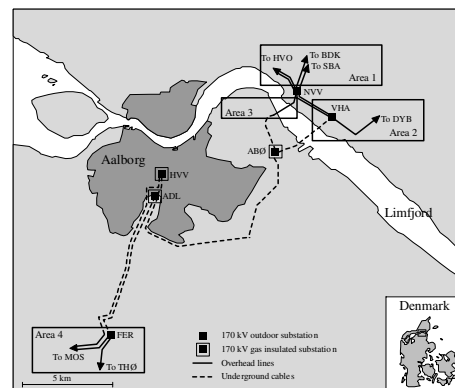 To HVO
To BDK
To SBA
Area 1
NVV
Area 3
VHA
To DYB
Area 2
ABØ
Aalborg
HVV
ADL
Limfjord
Area 4
FER
To MOS
To THØ
5 km
170 kV outdoor substation
170 kV gas insulated substation
Overhead lines
Underground cables
Denmark